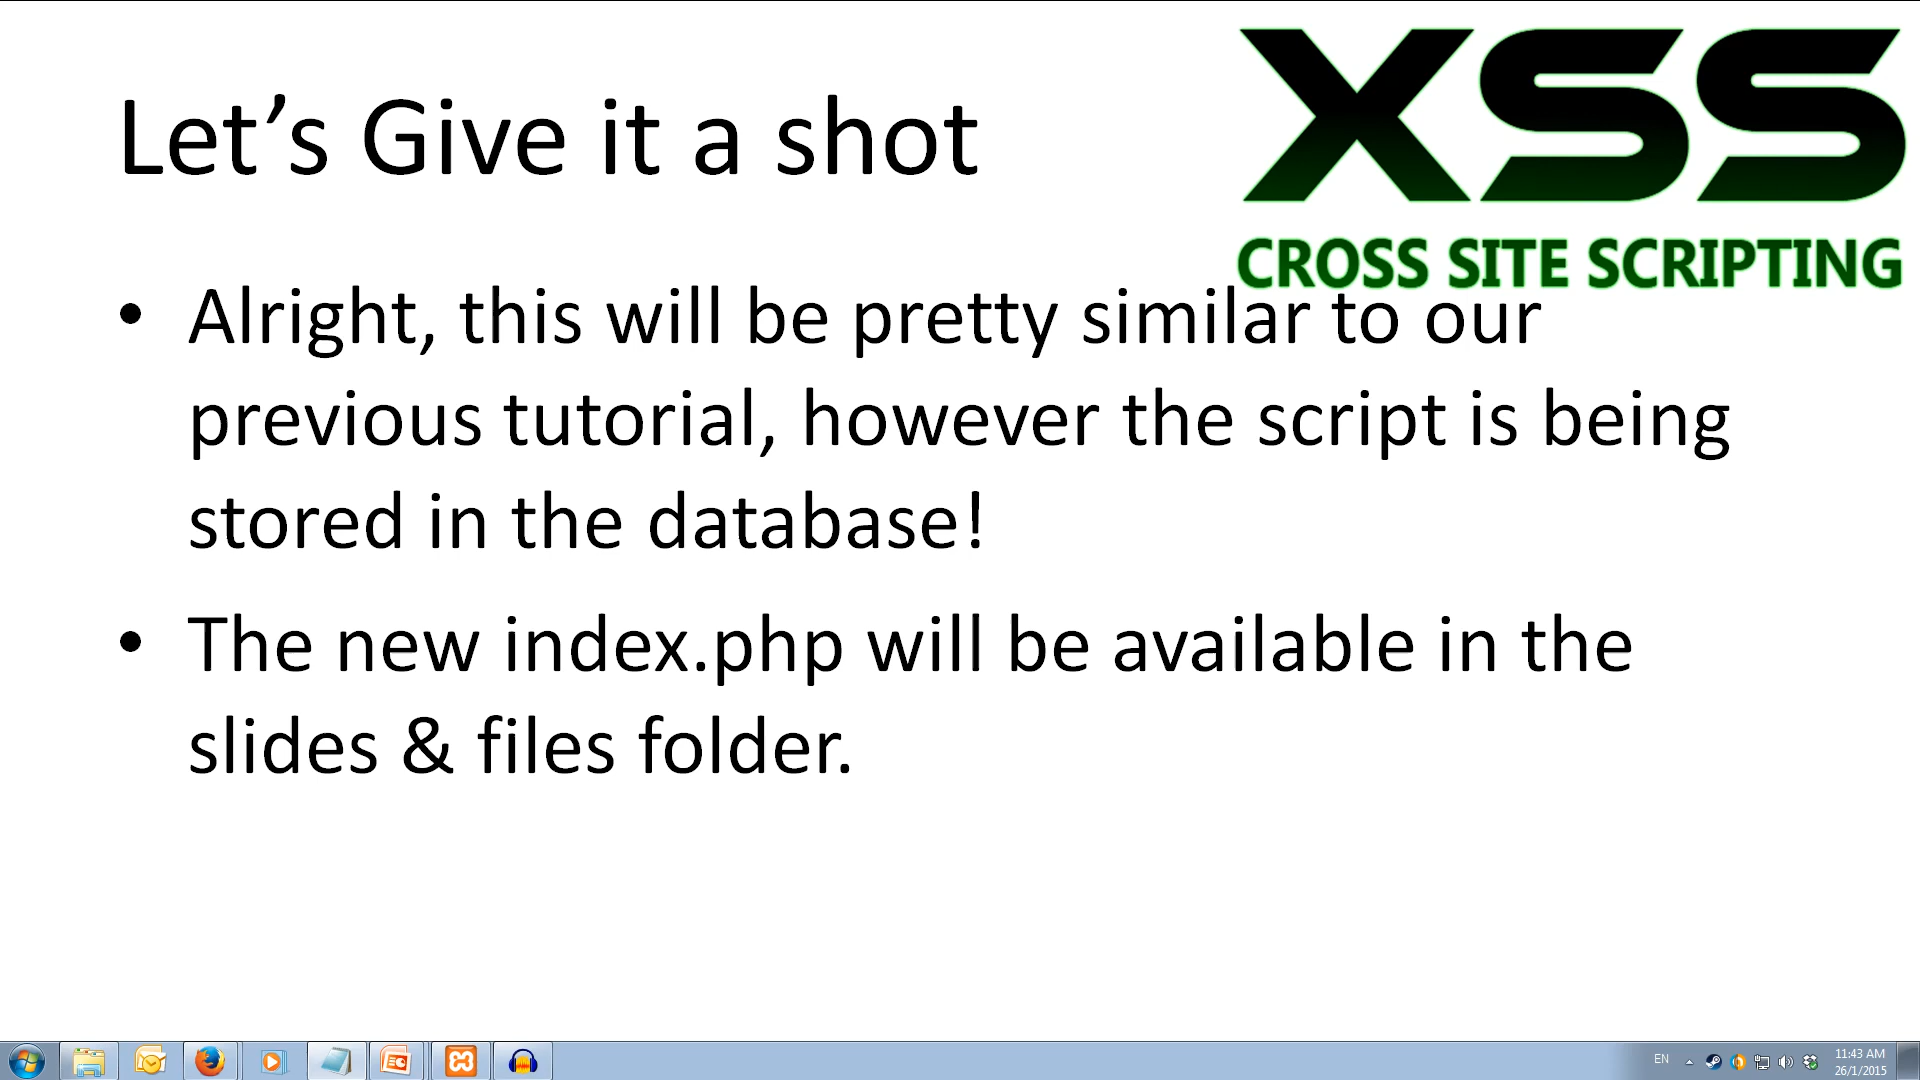 XSS
CROSS SITE SCRIPTING
Let’s Give it a shot
• Alright, this will be pretty similar to our
previous tutorial, however the script is being
stored in the database!
• The new index.php will be available in the
slides & files folder.
EN
11:43 AM
26/1/2015